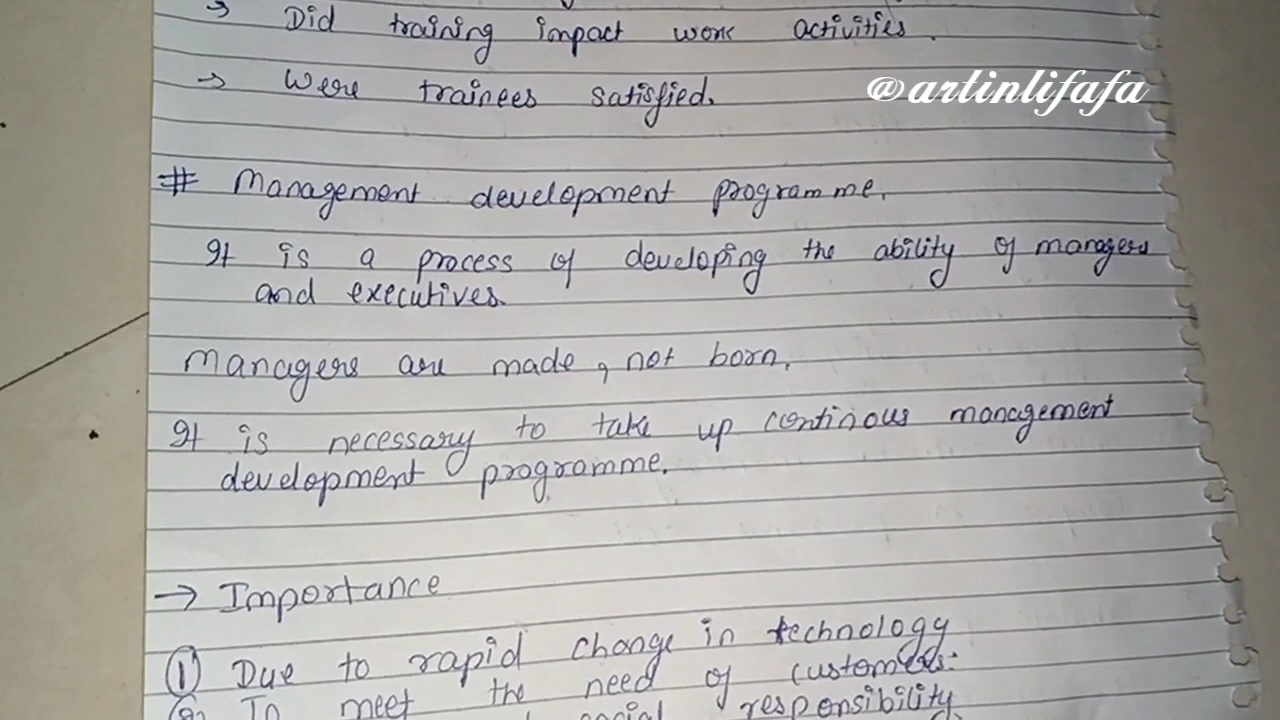 → Did training impact work activities.
→ Were trainees satisfied.
@artinlifafa
# Management development programme.
It is a process of developing the ability of managers
and executives.
Managers are made, not born.
It is necessary to take up continous management
development programme.
→ Importance
① Due to rapid change in technology
② To meet the need of customers.
social responsibility